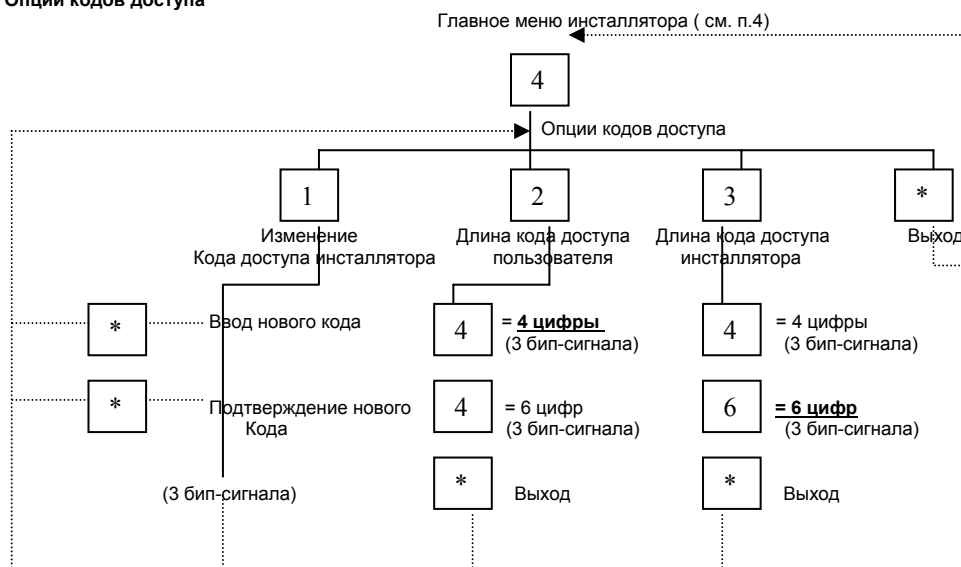 Опции кодов доступа
Главное меню инсталлятора ( см. п.4)
4
Опции кодов доступа
1
2
3
*
Изменение
Кода доступа инсталлятора
Длина кода доступа
пользователя
Длина кода доступа
инсталлятора
Выход
*
Ввод нового кода
4
= 4 цифры
(3 бип-сигнала)
4
= 4 цифры
(3 бип-сигнала)
*
Подтверждение нового
Кода
4
= 6 цифр
(3 бип-сигнала)
6
= 6 цифр
(3 бип-сигнала)
(3 бип-сигнала)
*
Выход
*
Выход